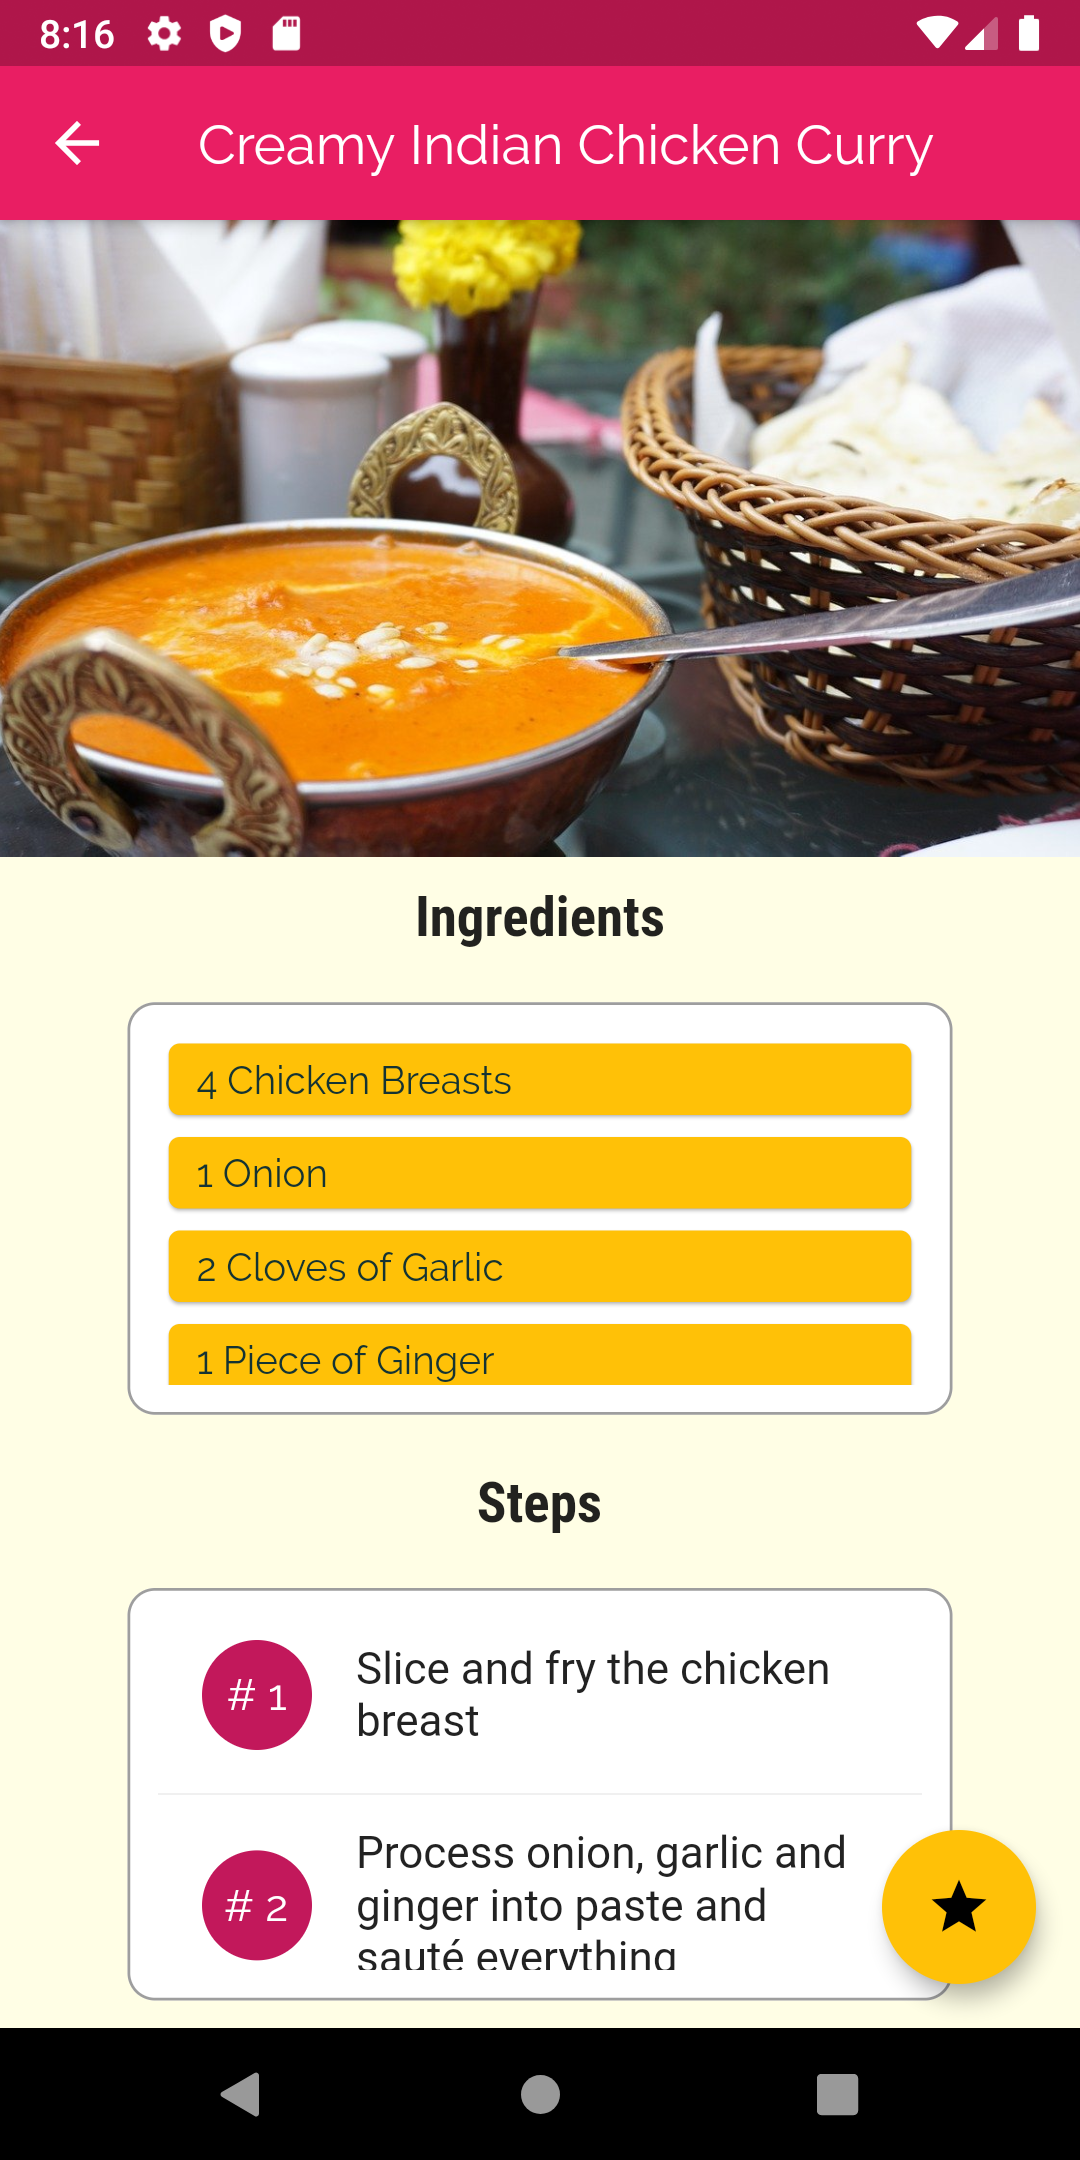 8:16
Creamy Indian Chicken Curry
Ingredients
4 Chicken Breasts
1 Onion
2 Cloves of Garlic
1 Piece of Ginger
Steps
# 1
Slice and fry the chicken
breast
# 2
Process onion, garlic and
ginger into paste and
sauté everything